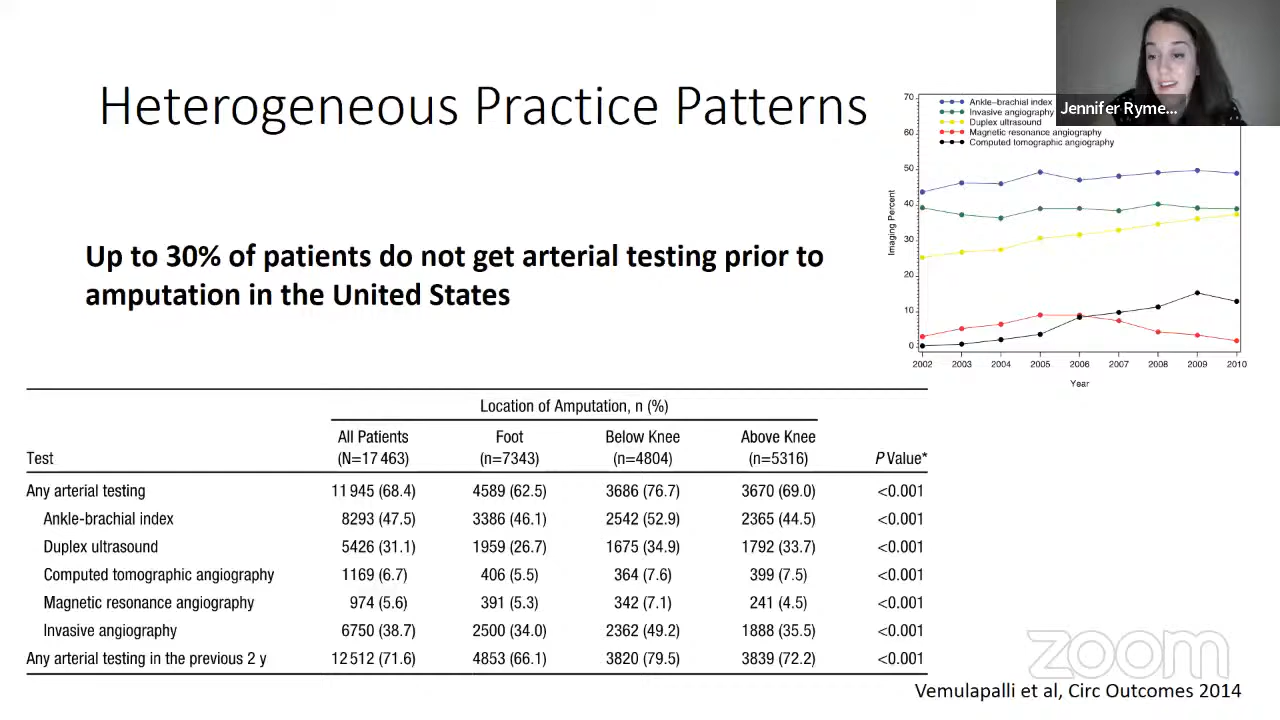 Heterogeneous Practice Patterns
Jennifer Ryme...
Up to 30% of patients do not get arterial testing prior to
amputation in the United States
70
60
50
40
30
20
10
0
Imaging Percent
Ankle-brachial index
Invasive angiography
Duplex ultrasound
Magnetic resonance angiography
Computed tomographic angiography
2002 2003 2004 2005 2006 2007 2008 2009 2010
Year
Location of Amputation, n (%)
All Patients Foot Below Knee Above Knee
Test (N=17 463) (n=7343) (n=4804) (n=5316) P Value*
Any arterial testing 11 945 (68.4) 4589 (62.5) 3686 (76.7) 3670 (69.0) <0.001
Ankle-brachial index 8293 (47.5) 3386 (46.1) 2542 (52.9) 2365 (44.5) <0.001
Duplex ultrasound 5426 (31.1) 1959 (26.7) 1675 (34.9) 1792 (33.7) <0.001
Computed tomographic angiography 1169 (6.7) 406 (5.5) 364 (7.6) 399 (7.5) <0.001
Magnetic resonance angiography 974 (5.6) 391 (5.3) 342 (7.1) 241 (4.5) <0.001
Invasive angiography 6750 (38.7) 2500 (34.0) 2362 (49.2) 1888 (35.5) <0.001
Any arterial testing in the previous 2 y 12 512 (71.6) 4853 (66.1) 3820 (79.5) 3839 (72.2) <0.001
zoom
Vemulapalli et al, Circ Outcomes 2014